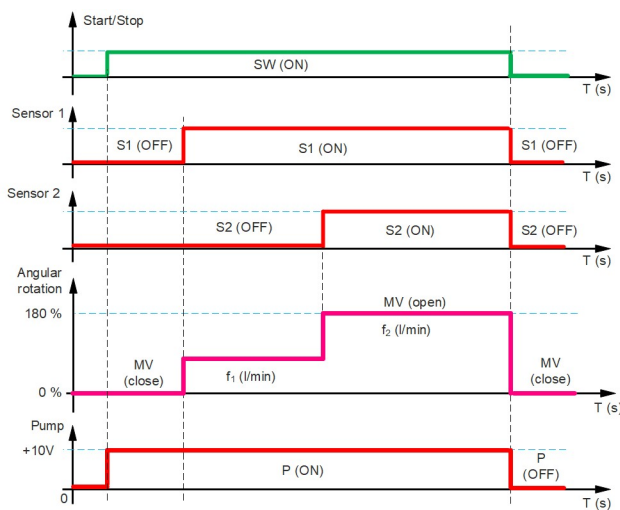 Start/Stop
SW (ON)
T (s)
Sensor 1
S1 (OFF)
S1 (ON)
S1 (OFF)
T (s)
Sensor 2
S2 (OFF)
S2 (ON)
S2 (OFF)
T (s)
Angular
rotation
MV (open)
180 %
f₂ (l/min)
MV
(close)
f₁ (l/min)
MV
(close)
0 %
T (s)
Pump
+10V
P (ON)
P
(OFF)
0
T (s)